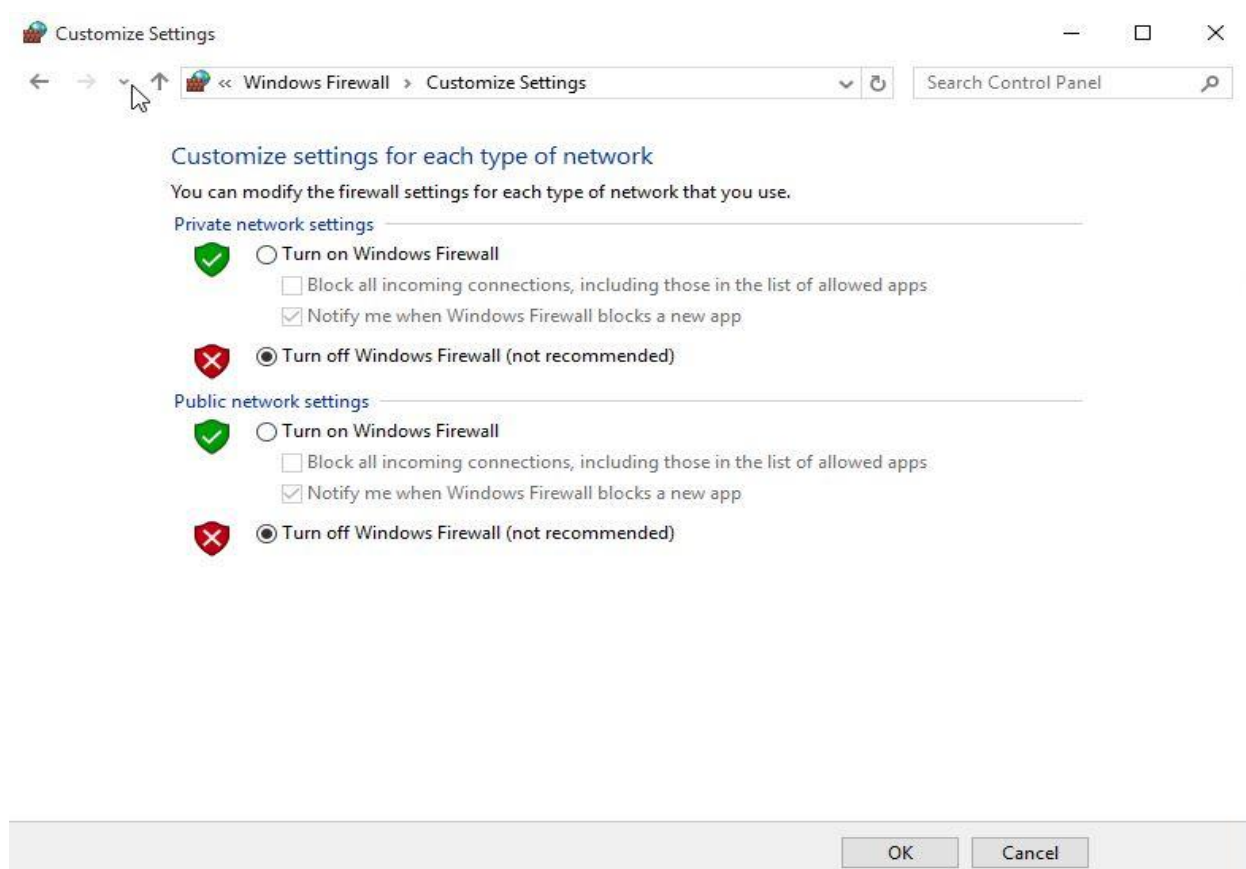 Customize Settings
« Windows Firewall > Customize Settings
Search Control Panel
Customize settings for each type of network
You can modify the firewall settings for each type of network that you use.
Private network settings
Turn on Windows Firewall
Block all incoming connections, including those in the list of allowed apps
Notify me when Windows Firewall blocks a new app
Turn off Windows Firewall (not recommended)
Public network settings
Turn on Windows Firewall
Block all incoming connections, including those in the list of allowed apps
Notify me when Windows Firewall blocks a new app
Turn off Windows Firewall (not recommended)
OK Cancel